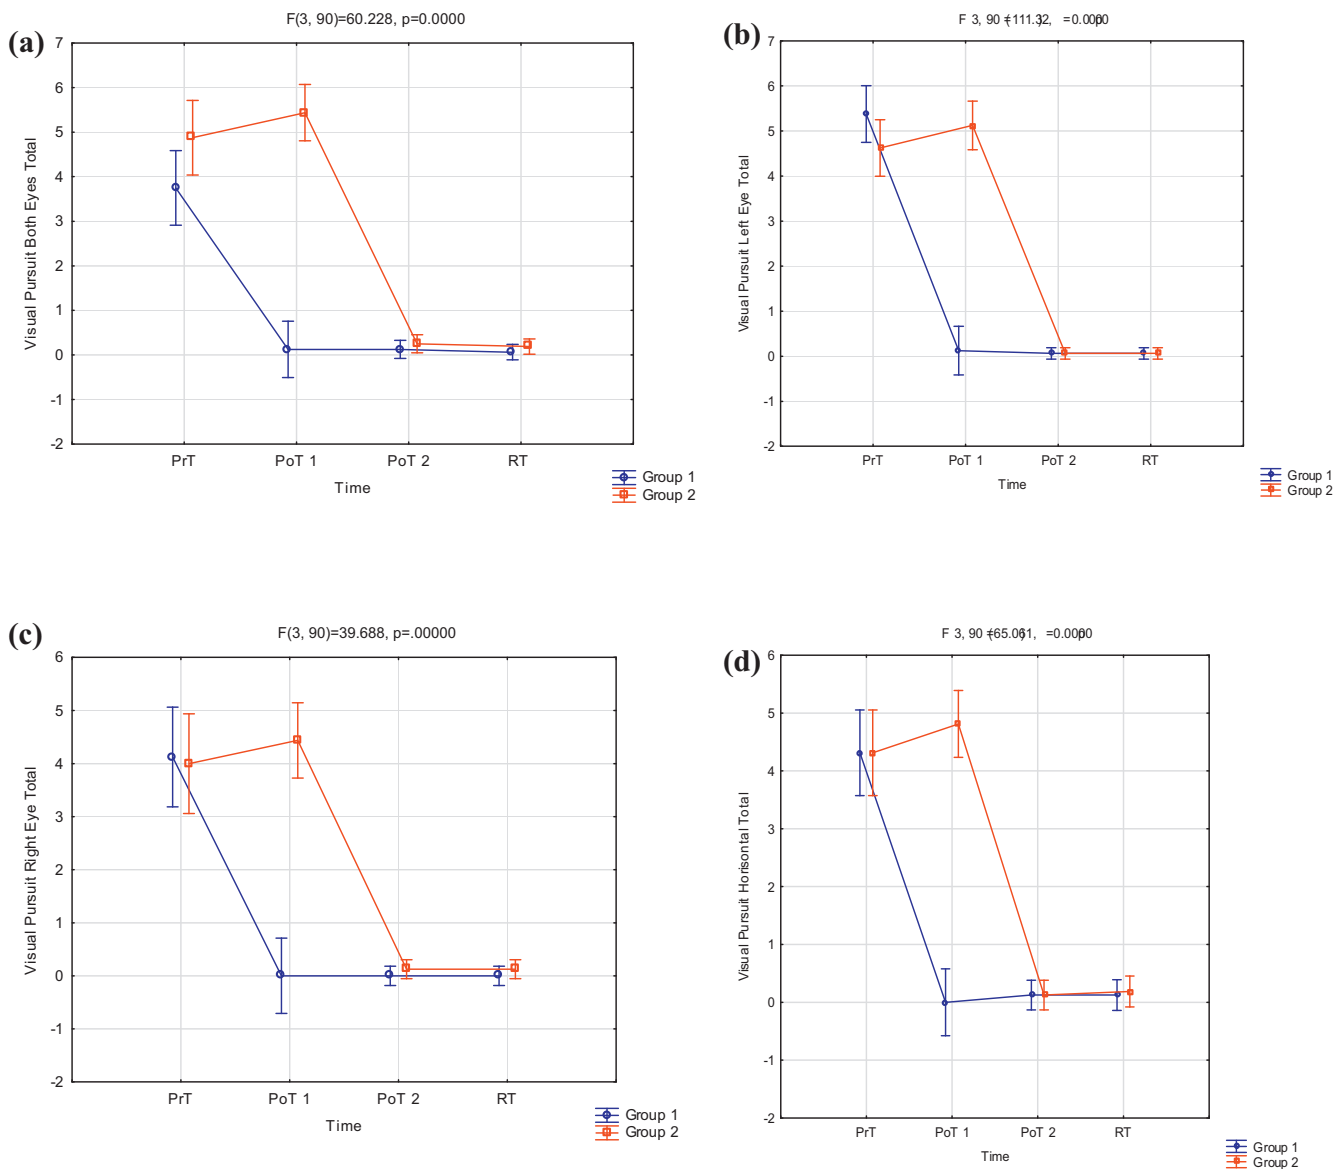 (a)
F(3, 90)=60.228, p=0.0000
Visual Pursuit Both Eyes Total
7
6
5
4
3
2
1
0
-1
-2
PrT PoT 1 PoT 2 RT
Time
Group 1
Group 2
(b)
F 3, 90
Visual Pursuit Left Eye Total
7
6
5
4
3
2
1
0
-1
-2
PrT PoT 1 PoT 2 RT
Time
Group 1
Group 2
(c)
F(3, 90)=39.688, p=.00000
Visual Pursuit Right Eye Total
6
5
4
3
2
1
0
-1
-2
PrT PoT 1 PoT 2 RT
Time
Group 1
Group 2
(d)
F 3, 90
Visual Pursuit Horisontal Total
6
5
4
3
2
1
0
-1
-2
PrT PoT 1 PoT 2 RT
Time
Group 1
Group 2